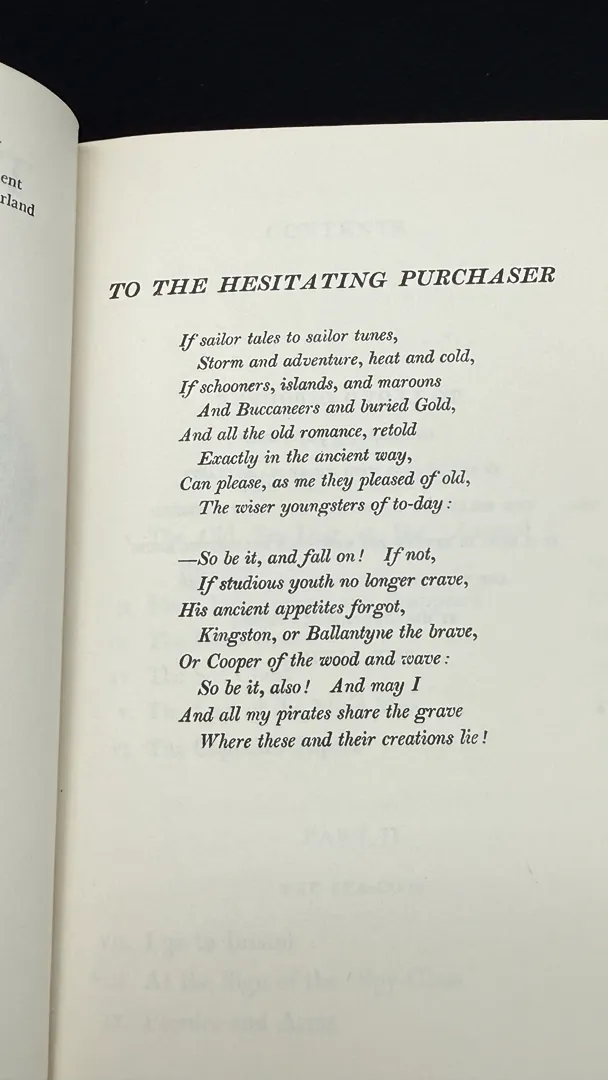 ent
rland
CONTENTS
TO THE HESITATING PURCHASER
If sailor tales to sailor tunes,
Storm and adventure, heat and cold,
If schooners, islands, and maroons
And Buccaneers and buried Gold,
And all the old romance, retold
Exactly in the ancient way,
Can please, as me they pleased of old,
The wiser youngsters of to-day :
—So be it, and fall on! If not,
If studious youth no longer crave,
His ancient appetites forgot,
Kingston, or Ballantyne the brave,
Or Cooper of the wood and wave :
So be it, also! And may I
And all my pirates share the grave
Where these and their creations lie!
PART II